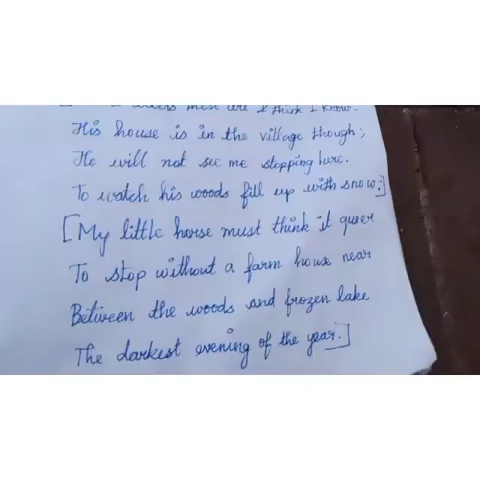 think I know.
His house is in the village though;
He will not see me stopping here.
To watch his woods fill up with snow.]
[My little horse must think it queer
To stop without a farm house near
Between the woods and frozen lake
The darkest evening of the year.]